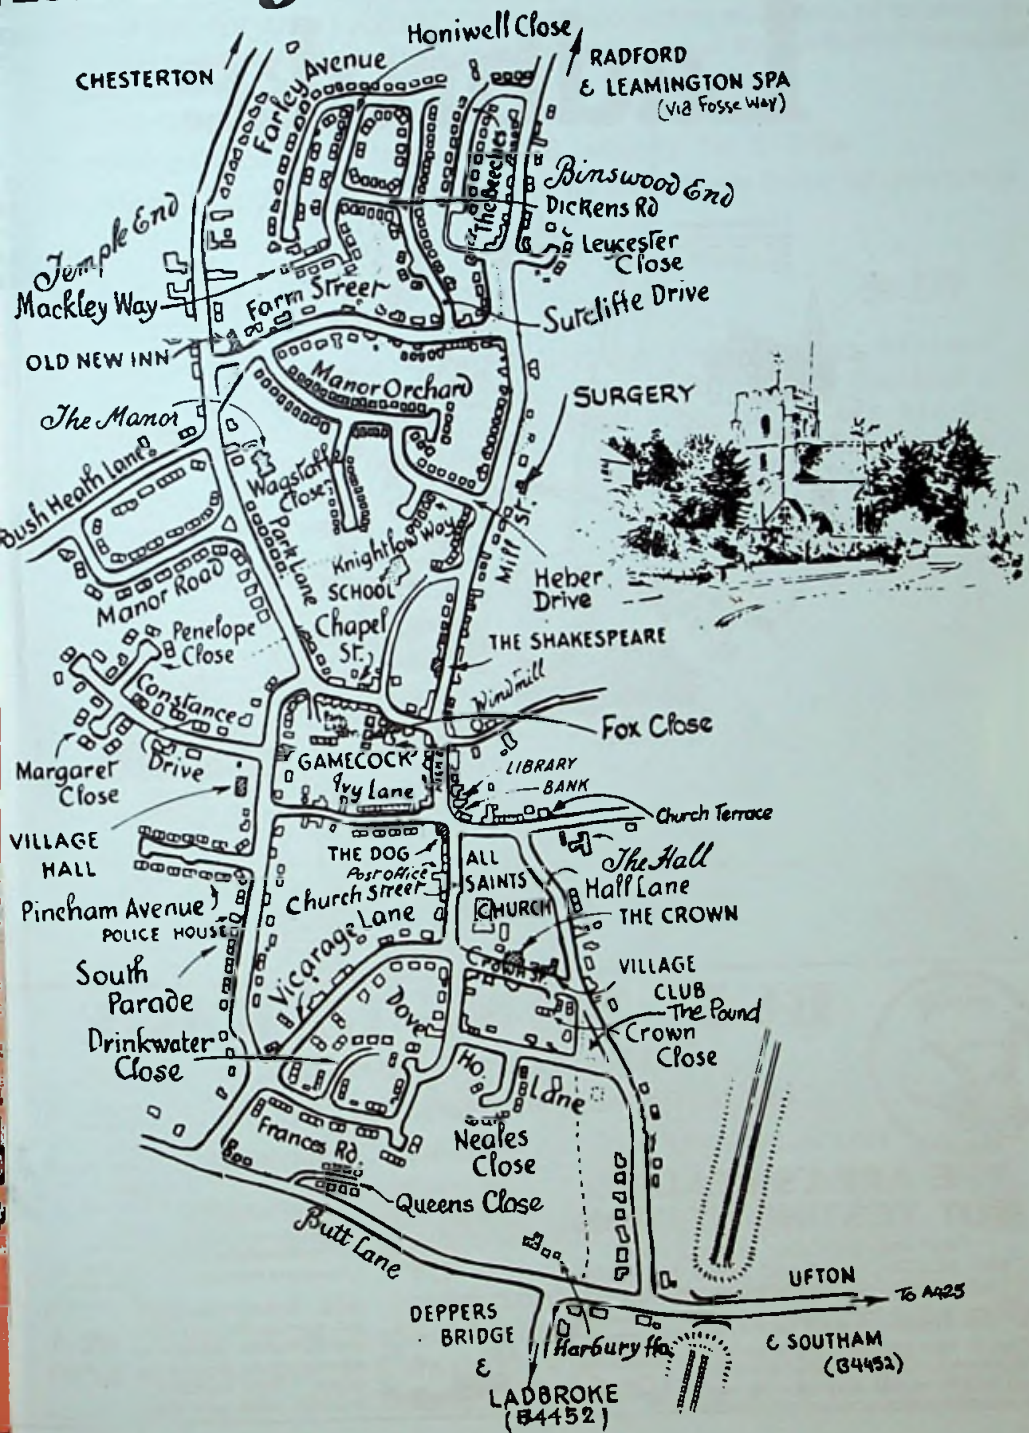 Honiwell Close
CHESTERTON
Farley Avenue
RADFORD
& LEAMINGTON SPA
(via Fosse Way)
The Beeches
Binswood End
Dickens Rd
Temple End
Leycester
Close
Mackley Way
Farm Street
Sutcliffe Drive
OLD NEW INN
Manor Orchard
SURGERY
The Manor
Bush Heath Lane
Wagstaffe
Close
Park Lane
Knightlow Way
Mill St.
Manor Road
SCHOOL
Heber
Drive
Penelope
Close
Chapel
St.
THE SHAKESPEARE
Constance
Drive
Windmill
Fox Close
Margaret
Close
GAMECOCK
HIGH
LIBRARY
BANK
Ivy Lane
Church Terrace
VILLAGE
HALL
THE DOG
Post office
ALL
SAINTS
CHURCH
The Hall
Hall Lane
Church Street
Pincham Avenue
THE CROWN
POLICE HOUSE
Vicarage Lane
Crown St.
South
Parade
VILLAGE
CLUB
The Pound
Dove
Ho.
Lane
Crown
Close
Drinkwater
Close
Frances Rd.
Neales
Close
Queens Close
Butt Lane
UFTON
To A425
DEPPERS
BRIDGE
&
LADBROKE
(B4452)
Harbury Ho.
& SOUTHAM
(B4452)